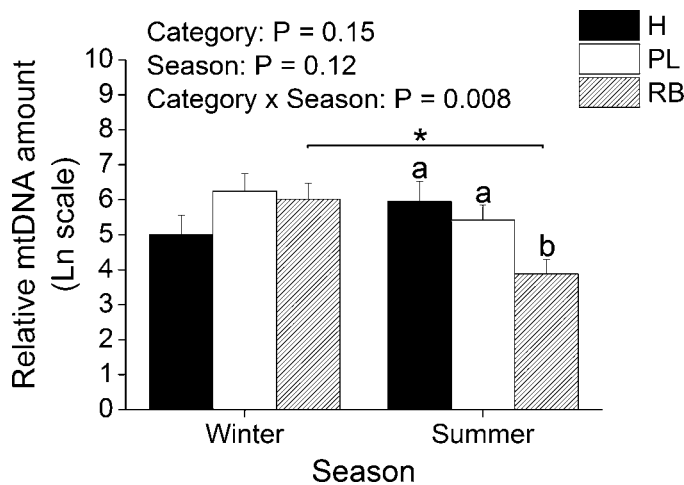 Category: P = 0.15
Season: P = 0.12
Category x Season: P = 0.008
H
PL
RB
Relative mtDNA amount
(Ln scale)
10
9
8
7
6
5
4
3
2
1
0
*
a
a
b
Winter
Summer
Season